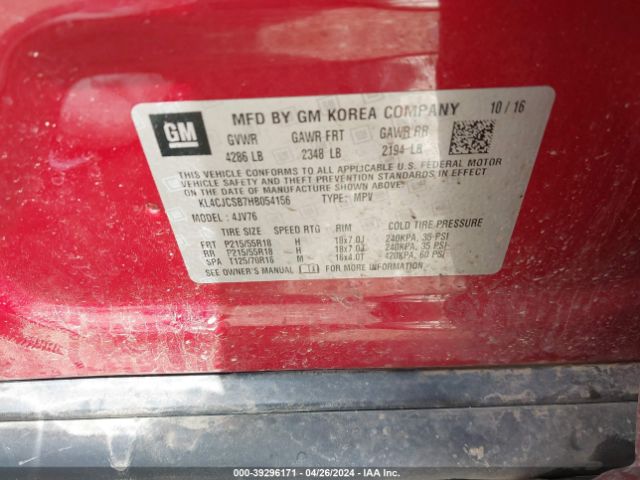 GM
MFD BY GM KOREA COMPANY 10/16
GVWR GAWR FRT GAWR RR
4286 LB 2348 LB 2194 LB
THIS VEHICLE CONFORMS TO ALL APPLICABLE U.S. FEDERAL MOTOR
VEHICLE SAFETY, BUMPER, AND THEFT PREVENTION STANDARDS IN EFFECT ON
THE DATE OF MANUFACTURE SHOWN ABOVE.
KL4CJCSB7HB054156 TYPE: MPV
MODEL: 4JV76
TIRE SIZE SPEED RTG RIM COLD TIRE PRESSURE
FRT P215/55R18 H 18x7.0J 240KPA, 35 PSI
RR P215/55R18 H 18x7.0J 240KPA, 35 PSI
SPA T125/70R16 M 16x4.0T 420KPA, 60 PSI
SEE OWNER'S MANUAL FOR MORE INFORMATION
000-39296171 - 04/26/2024 - IAA Inc.